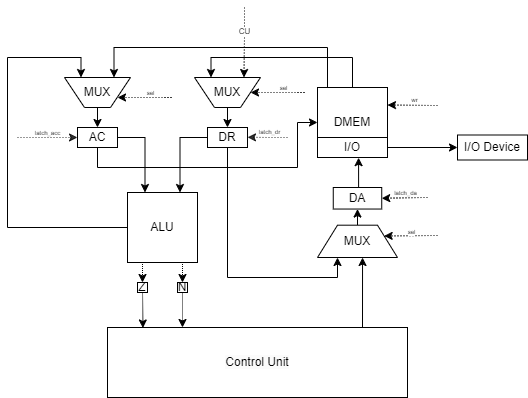 CU
MUX
sel
MUX
sel
DMEM
wr
latch_acc
AC
DR
latch_dr
I/O
I/O Device
DA
latch_da
ALU
MUX
sel
Z
N
Control Unit